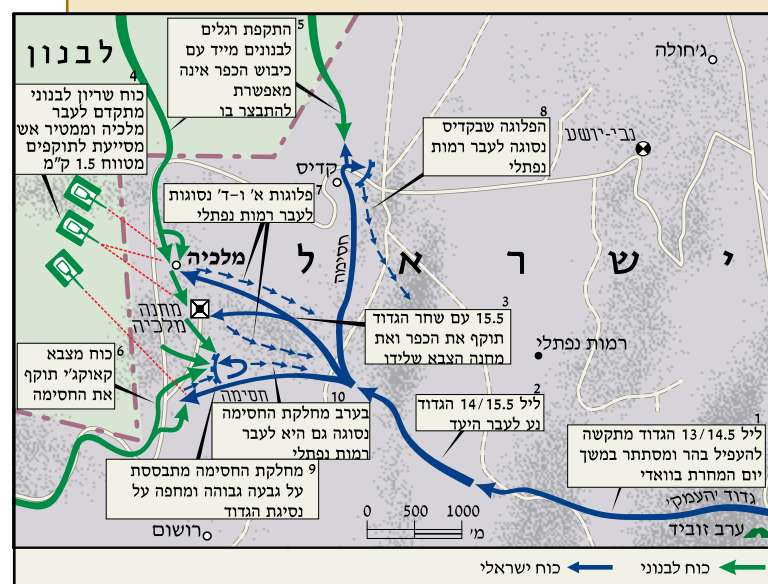 לבנון
5
התקפת רגלים
לבנונים מייד עם
כיבוש הכפר אינה
מאפשרת
להתבצר בו
ג׳חולה
4
כוח שריון לבנוני
מתקדם לעבר
מלכיה וממטיר אש
מסייעת לתוקפים
מטווח 1.5 ק״מ
8
הפלוגה שבקדיס
נסוגה לעבר רמות
נפתלי
נבי-יושע
קדיס
7
פלוגות א׳ ו-ד׳ נסוגות
לעבר רמות נפתלי
חסימה
מלכיה
ישראל
מחנה
מלכיה
3
15.5 עם שחר הגדוד
תוקף את הכפר ואת
מחנה הצבא שלידו
רמות נפתלי
6
כוח מצבא
קאוקג׳י תוקף
את החסימה
חסימה
10
בערב מחלקת החסימה
נסוגה גם היא לעבר
רמות נפתלי
2
ליל 14/15.5 הגדוד
נע לעבר היעד
1
ליל 13/14.5 הגדוד מתקשה
להעפיל בהר ומסתתר במשך
יום המחרת בוואדי
9 מחלקת החסימה מתבססת
על גבעה גבוהה ומחפה על
נסיגת הגדוד
גדוד יהעמקי
ערב זוביד
רושום
0 500 1000
מ׳
כוח ישראלי
כוח לבנוני